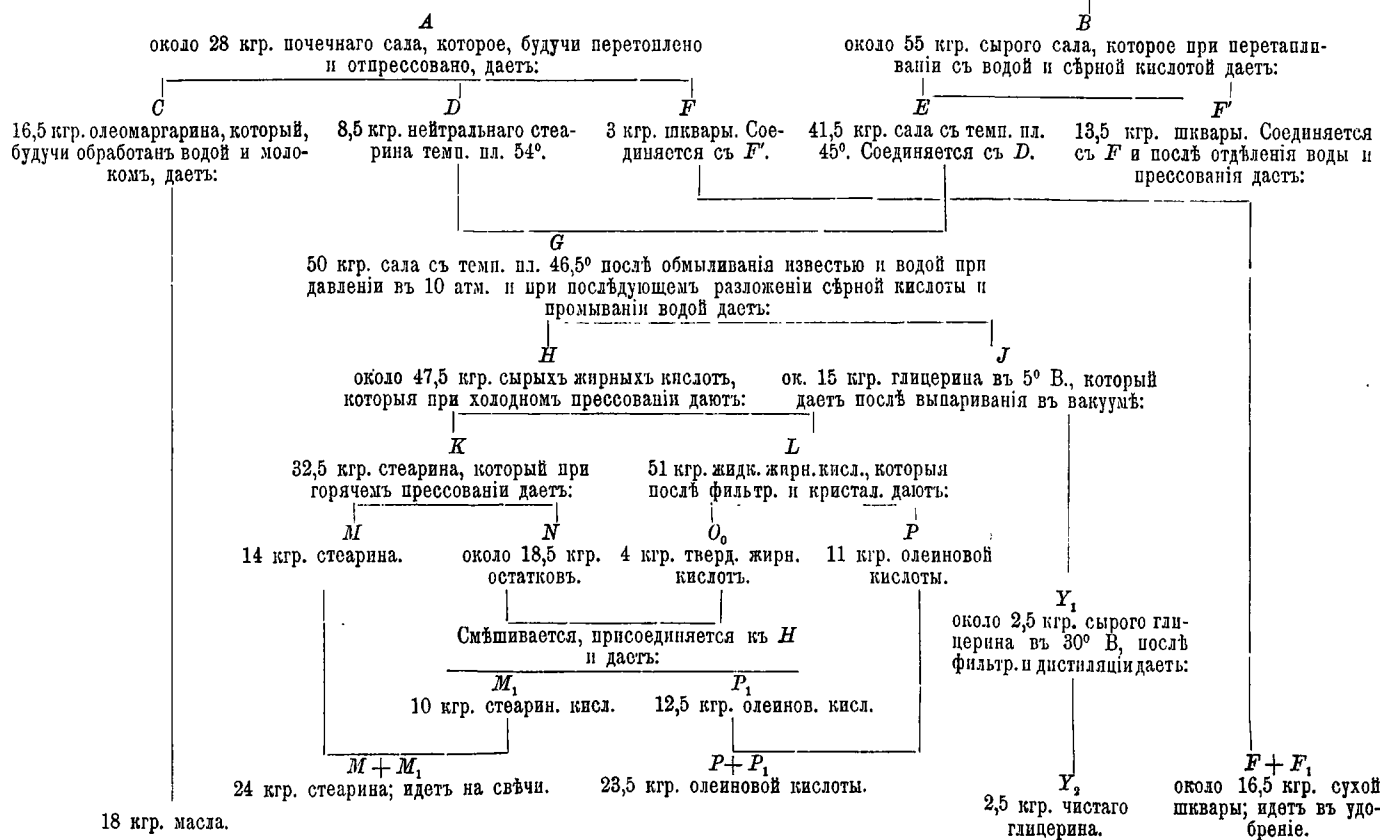 A
около 28 кгр. почечнаго сала, которое, будучи перетоплено
и отпрессовано, даетъ:
B
около 55 кгр. сырого сала, которое при перетапли-
ваніи съ водой и сѣрной кислотой даетъ:
C
16,5 кгр. олеомаргарина, который,
будучи обработанъ водой и моло-
комъ, даетъ:
D
8,5 кгр. нейтральнаго стеа-
рина темп. пл. 54°.
F
3 кгр. шквары. Сое-
диняется съ F'.
E
41,5 кгр. сала съ темп. пл.
45°. Соединяется съ D.
F'
13,5 кгр. шквары. Соединяется
съ F и послѣ отдѣленія воды и
прессованія дастъ:
G
50 кгр. сала съ темп. пл. 46,5° послѣ обмыливанія известью и водой при
давленіи въ 10 атм. и при послѣдующемъ разложеніи сѣрной кислоты и
промываніи водой даетъ:
H
около 47,5 кгр. сырыхъ жирныхъ кислотъ,
которыя при холодномъ прессованіи даютъ:
J
ок. 15 кгр. глицерина въ 5° B., который
даетъ послѣ выпариванія въ вакуумѣ:
K
32,5 кгр. стеарина, который при
горячемъ прессованіи даетъ:
L
51 кгр. жидк. жирн. кисл., которыя
послѣ фильтр. и кристал. даютъ:
M
14 кгр. стеарина.
N
около 18,5 кгр.
остатковъ.
O₀
4 кгр. тверд. жирн.
кислотъ.
P
11 кгр. олеиновой
кислоты.
Смѣшивается, присоединяется къ H
и даетъ:
Y₁
около 2,5 кгр. сырого гли-
церина въ 30° B, послѣ
фильтр. и дистиляціи даетъ:
M₁
10 кгр. стеарин. кисл.
P₁
12,5 кгр. олеинов. кисл.
M + M₁
24 кгр. стеарина; идетъ на свѣчи.
P + P₁
23,5 кгр. олеиновой кислоты.
Y₂
2,5 кгр. чистаго
глицерина.
F + F₁
около 16,5 кгр. сухой
шквары; идетъ въ удо-
бреніе.
18 кгр. масла.